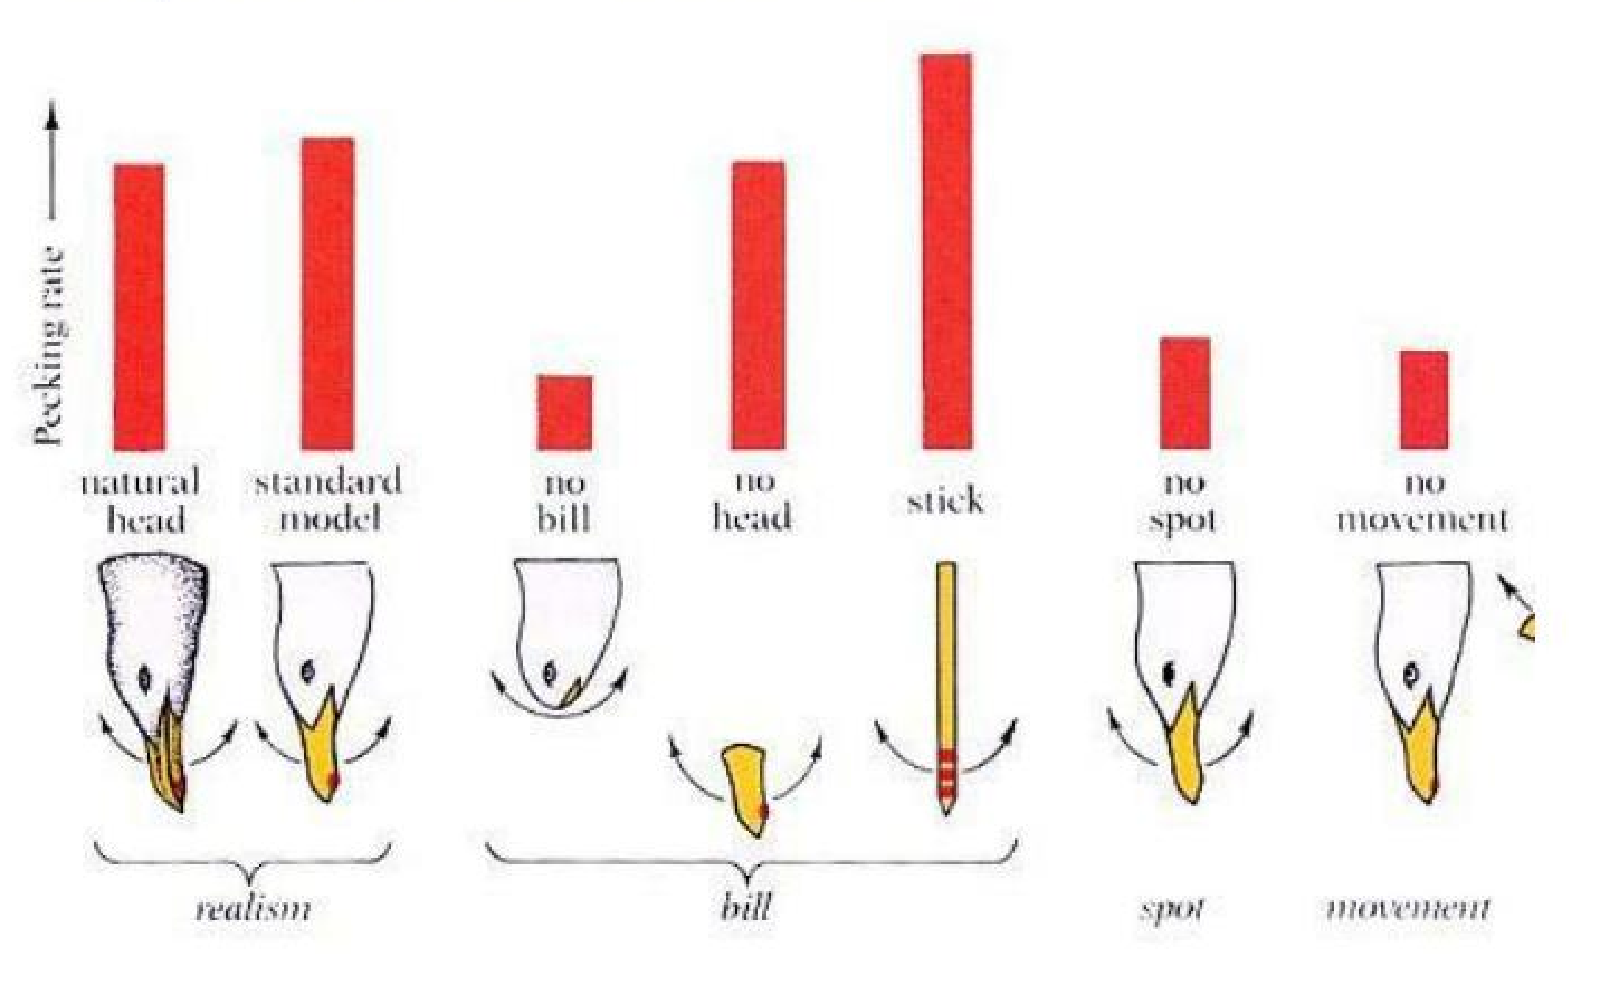 Pecking rate
natural
head
standard
model
no
bill
no
head
stick
no
spot
no
movement
realism
bill
spot
movement